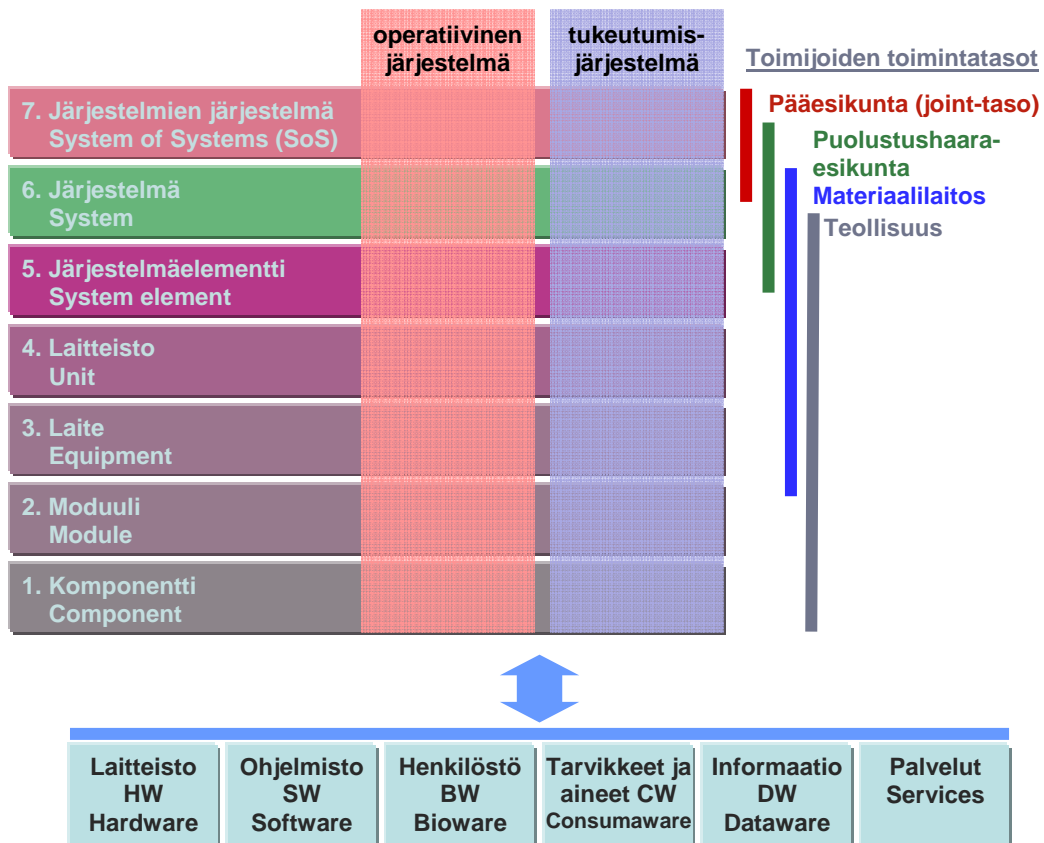 operatiivinen
järjestelmä
tukeutumis-
järjestelmä
Toimijoiden toimintatasot
7. Järjestelmien järjestelmä
System of Systems (SoS)
6. Järjestelmä
System
5. Järjestelmäelementti
System element
4. Laitteisto
Unit
3. Laite
Equipment
2. Moduuli
Module
1. Komponentti
Component
Pääesikunta (joint-taso)
Puolustushaara-
esikunta
Materiaalilaitos
Teollisuus
Laitteisto
HW
Hardware
Ohjelmisto
SW
Software
Henkilöstö
BW
Bioware
Tarvikkeet ja
aineet CW
Consumaware
Informaatio
DW
Dataware
Palvelut
Services